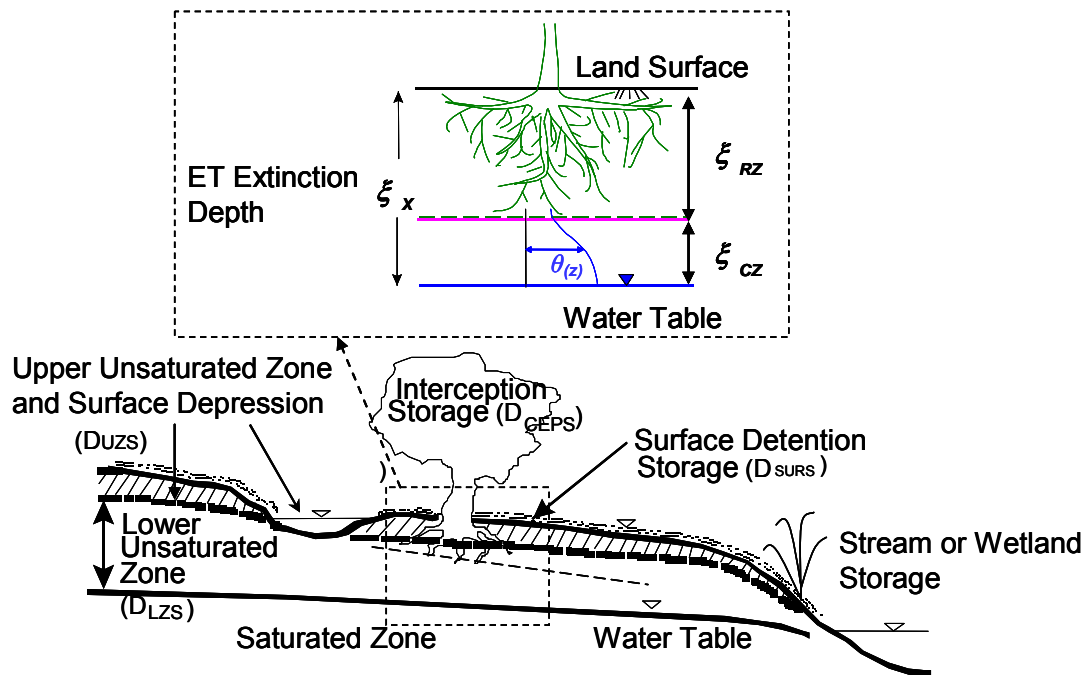 Land Surface
ξ RZ
ET Extinction
Depth
ξ X
θ(z)
ξ CZ
Water Table
Upper Unsaturated Zone
and Surface Depression
(DUZS)
Interception
Storage (DCEPS)
)
Surface Detention
Storage (DSURS)
Lower
Unsaturated
Zone
(DLZS)
Stream or Wetland
Storage
Saturated Zone
Water Table